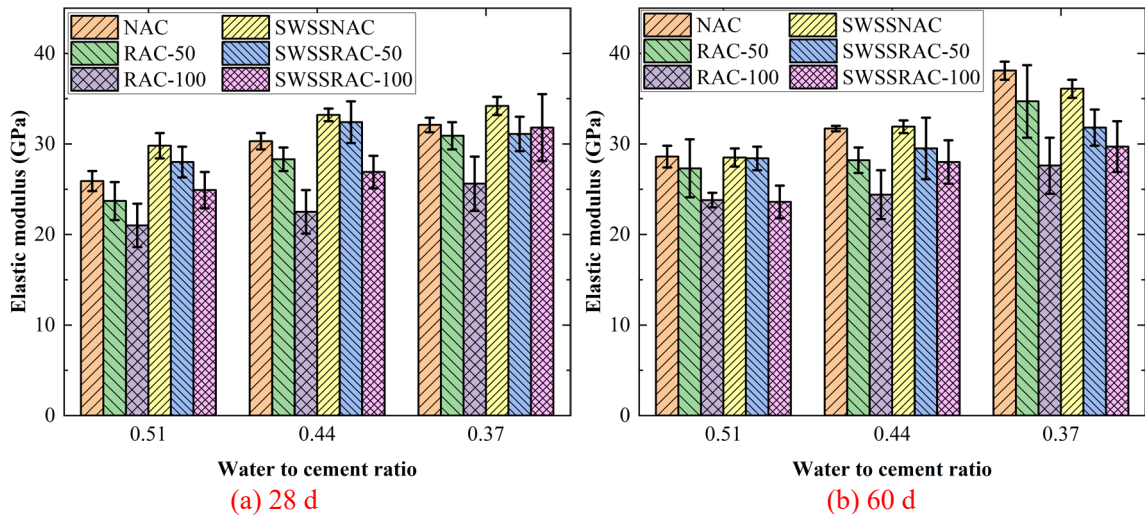 Elastic modulus (GPa)
40
30
20
10
0
NAC SWSSNAC
RAC-50 SWSSRAC-50
RAC-100 SWSSRAC-100
0.51 0.44 0.37
Water to cement ratio
(a) 28 d
Elastic modulus (GPa)
40
30
20
10
0
NAC SWSSNAC
RAC-50 SWSSRAC-50
RAC-100 SWSSRAC-100
0.51 0.44 0.37
Water to cement ratio
(b) 60 d